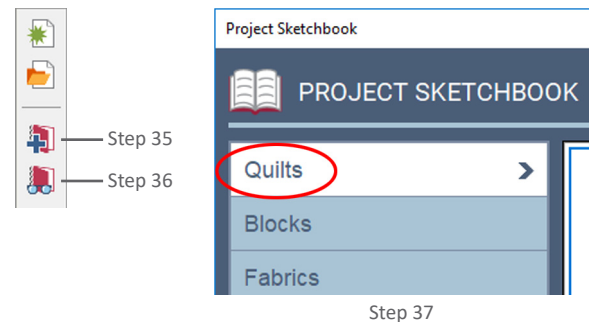 Step 35
Step 36
Project Sketchbook
PROJECT SKETCHBOOK
Quilts
Blocks
Fabrics
Step 37